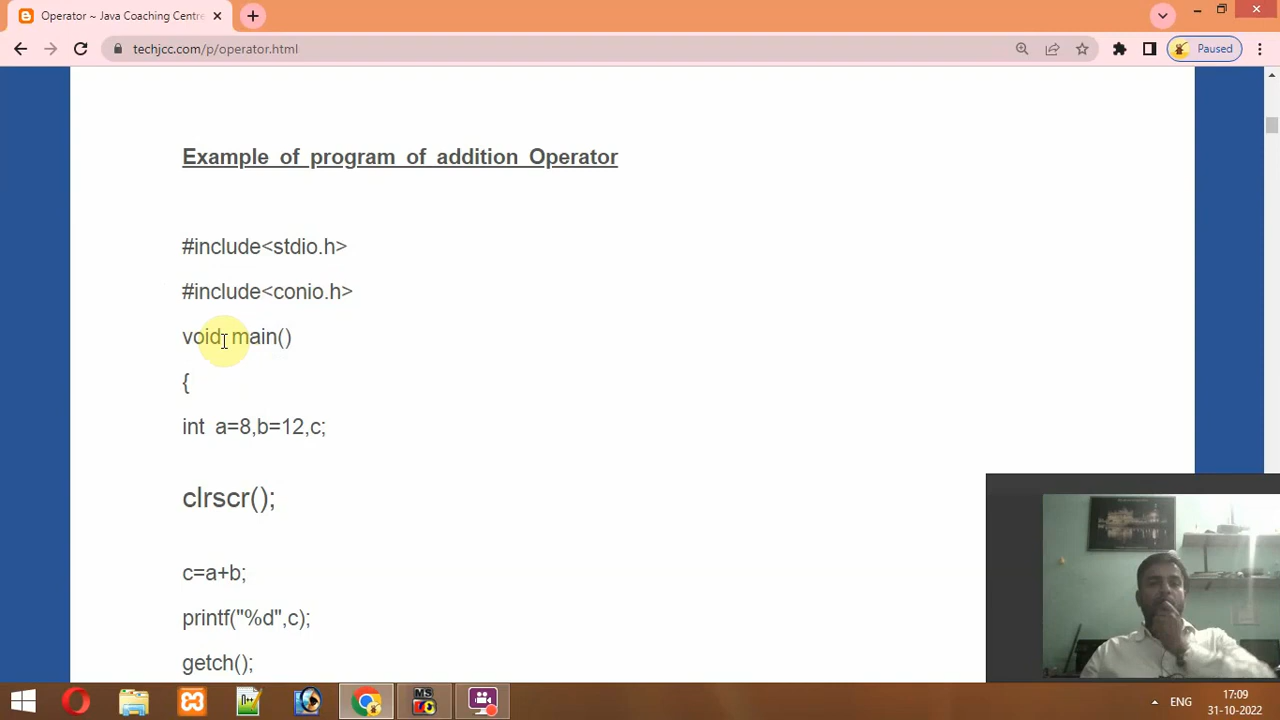 Operator ~ Java Coaching Centre
techjcc.com/p/operator.html
Paused
Example of program of addition Operator
#include<stdio.h>
#include<conio.h>
void main()
{
int a=8,b=12,c;
clrscr();
c=a+b;
printf("%d",c);
getch();
MS
ENG
17:09
31-10-2022